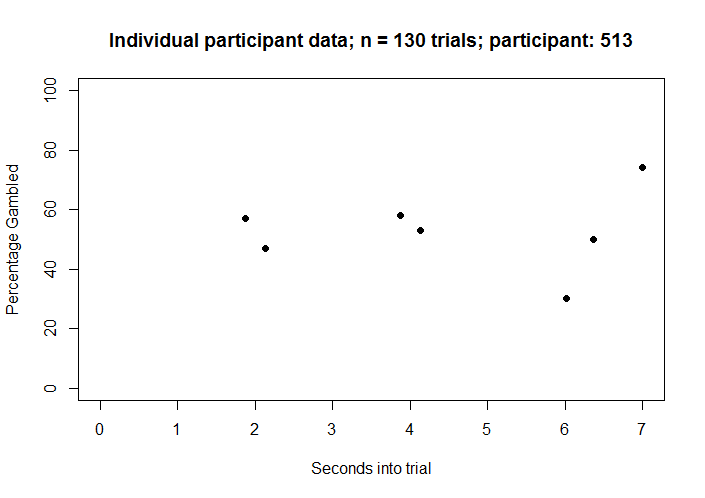 Individual participant data; n = 130 trials; participant: 513
100
80
60
40
20
0
Percentage Gambled
0 1 2 3 4 5 6 7
Seconds into trial